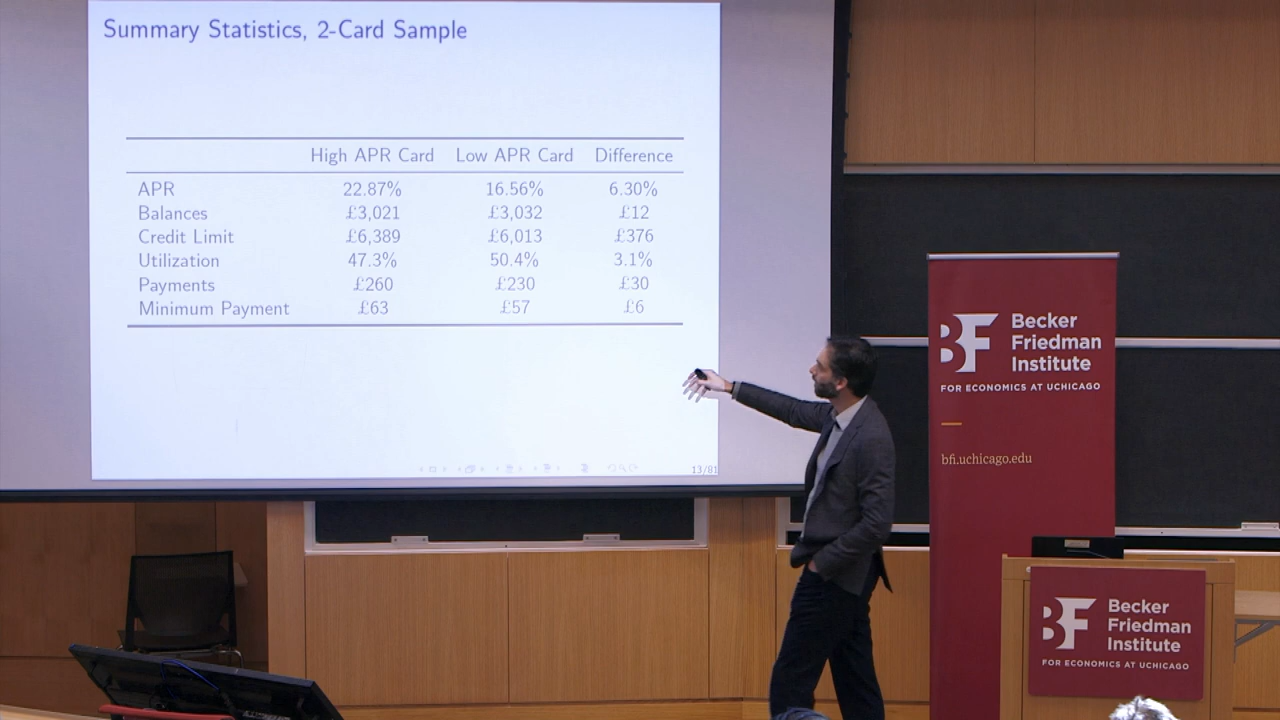 Summary Statistics, 2-Card Sample
High APR Card Low APR Card Difference
APR 22.87% 16.56% 6.30%
Balances £3,021 £3,032 £12
Credit Limit £6,389 £6,013 £376
Utilization 47.3% 50.4% 3.1%
Payments £260 £230 £30
Minimum Payment £63 £57 £6
13/81
BF
Becker
Friedman
Institute
FOR ECONOMICS AT UCHICAGO
bfi.uchicago.edu
BF
Becker
Friedman
Institute
FOR ECONOMICS AT UCHICAGO